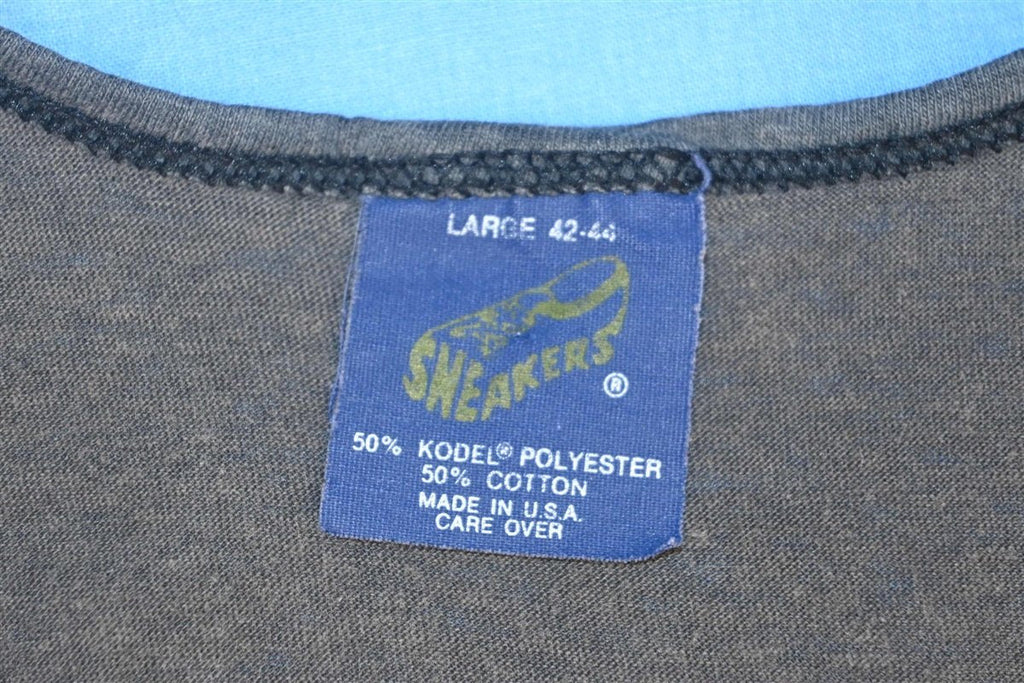 LARGE 42-44
SNEAKERS
®
50% KODEL® POLYESTER
50% COTTON
MADE IN U.S.A.
CARE OVER